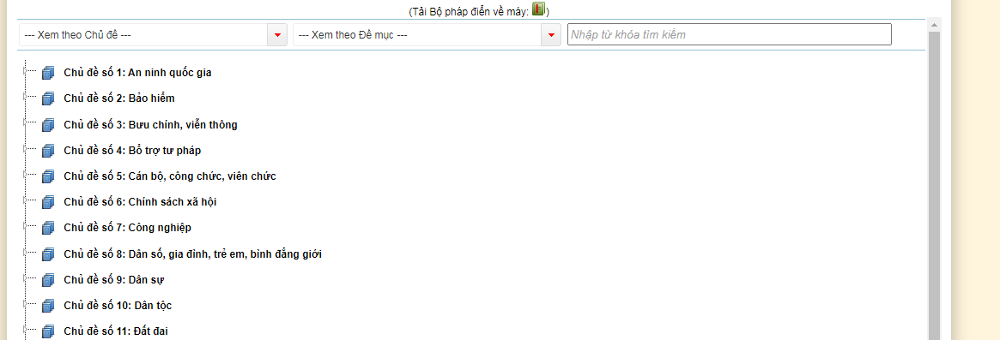 (Tải Bộ pháp điển về máy: )
--- Xem theo Chủ đề --- --- Xem theo Đề mục --- Nhập từ khóa tìm kiếm
Chủ đề số 1: An ninh quốc gia
Chủ đề số 2: Bảo hiểm
Chủ đề số 3: Bưu chính, viễn thông
Chủ đề số 4: Bổ trợ tư pháp
Chủ đề số 5: Cán bộ, công chức, viên chức
Chủ đề số 6: Chính sách xã hội
Chủ đề số 7: Công nghiệp
Chủ đề số 8: Dân số, gia đình, trẻ em, bình đẳng giới
Chủ đề số 9: Dân sự
Chủ đề số 10: Dân tộc
Chủ đề số 11: Đất đai